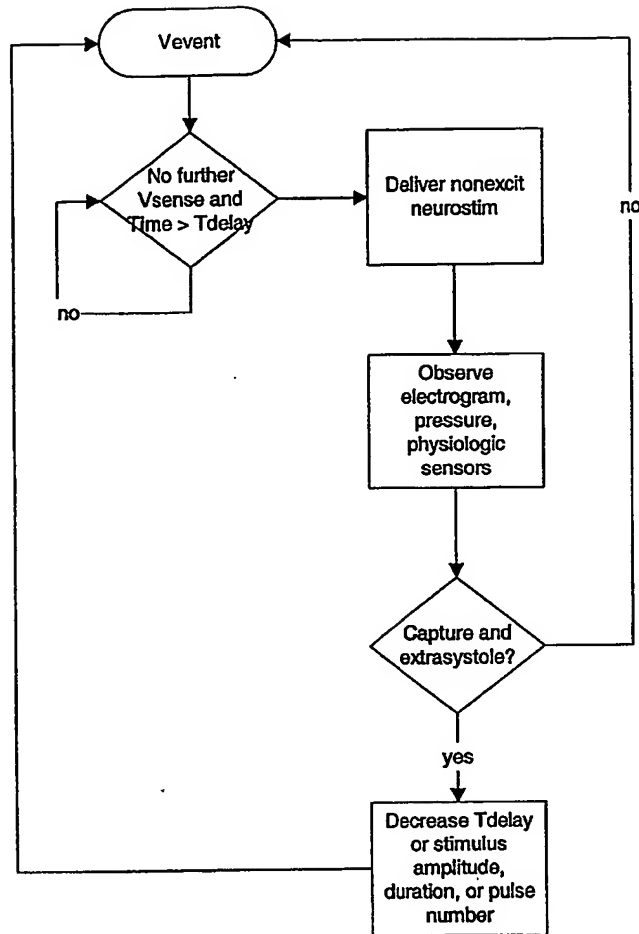 Vevent
No further
Vsense and
Time > Tdelay
no
Deliver nonexcit
neurostim
no
Observe
electrogram,
pressure,
physiologic
sensors
Capture and
extrasystole?
yes
Decrease Tdelay
or stimulus
amplitude,
duration, or pulse
number